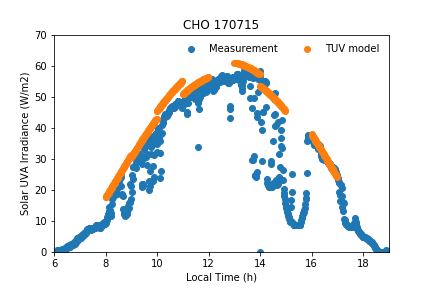 CHO 170715
Measurement TUV model
Solar UVA Irradiance (W/m2)
70
60
50
40
30
20
10
0
6 8 10 12 14 16 18
Local Time (h)